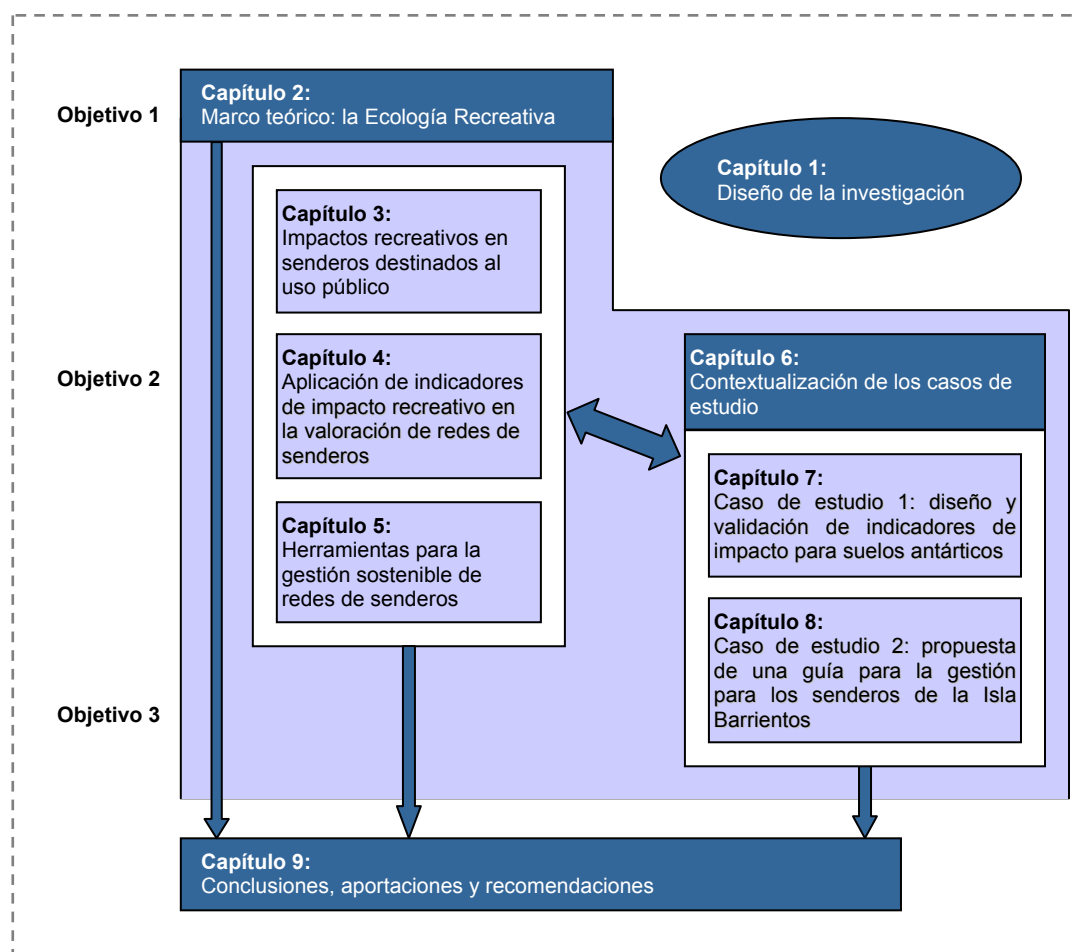 Objetivo 1
Capítulo 2:
Marco teórico: la Ecología Recreativa
Capítulo 1:
Diseño de la investigación
Capítulo 3:
Impactos recreativos en
senderos destinados al
uso público
Objetivo 2
Capítulo 4:
Aplicación de indicadores
de impacto recreativo en
la valoración de redes de
senderos
Capítulo 6:
Contextualización de los casos de
estudio
Capítulo 5:
Herramientas para la
gestión sostenible de
redes de senderos
Capítulo 7:
Caso de estudio 1: diseño y
validación de indicadores de
impacto para suelos antárticos
Capítulo 8:
Caso de estudio 2: propuesta
de una guía para la gestión
para los senderos de la Isla
Barrientos
Objetivo 3
Capítulo 9:
Conclusiones, aportaciones y recomendaciones